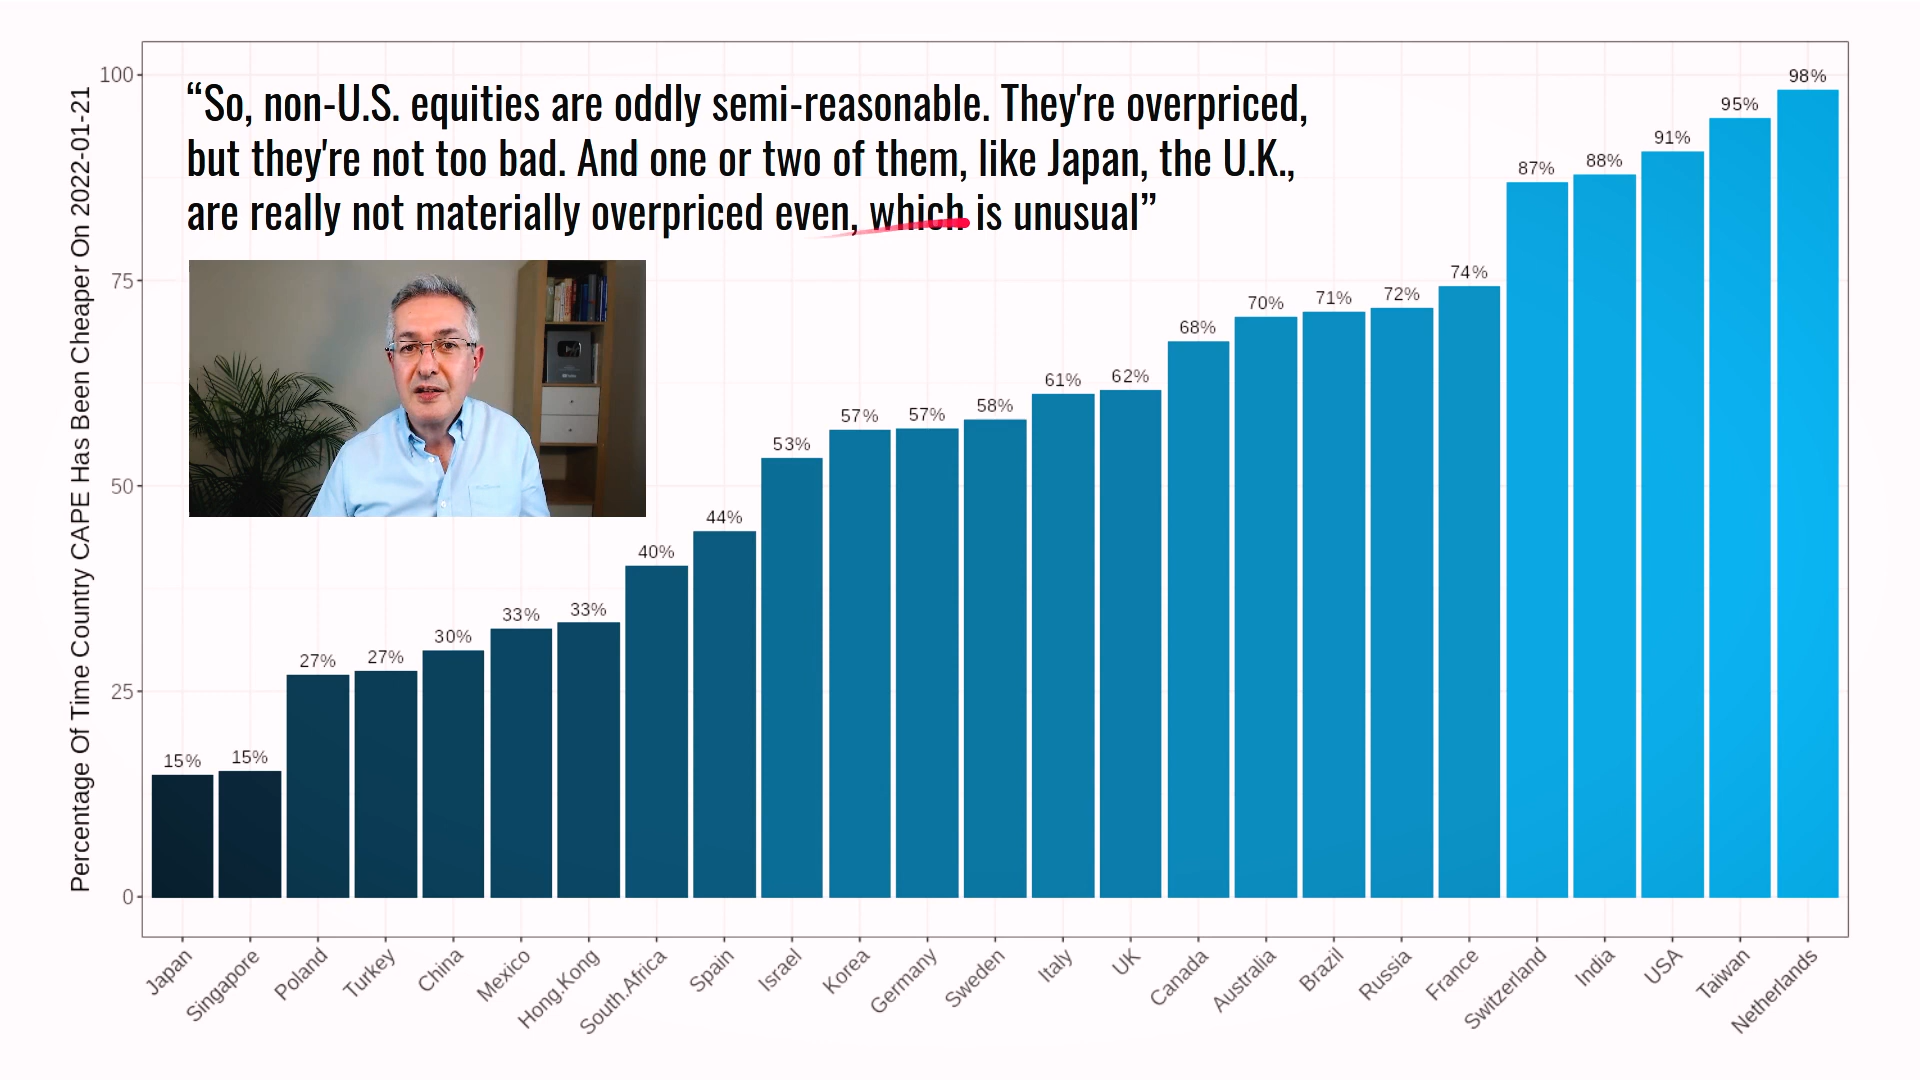 “So, non-U.S. equities are oddly semi-reasonable. They're overpriced,
but they're not too bad. And one or two of them, like Japan, the U.K.,
are really not materially overpriced even, which is unusual”
Percentage Of Time Country CAPE Has Been Cheaper On 2022-01-21
100
75
50
25
0
15%
15%
27%
27%
30%
33%
33%
40%
44%
53%
57%
57%
58%
61%
62%
68%
70%
71%
72%
74%
87%
88%
91%
95%
98%
Japan
Singapore
Poland
Turkey
China
Mexico
Hong.Kong
South.Africa
Spain
Israel
Korea
Germany
Sweden
Italy
UK
Canada
Australia
Brazil
Russia
France
Switzerland
India
USA
Taiwan
Netherlands